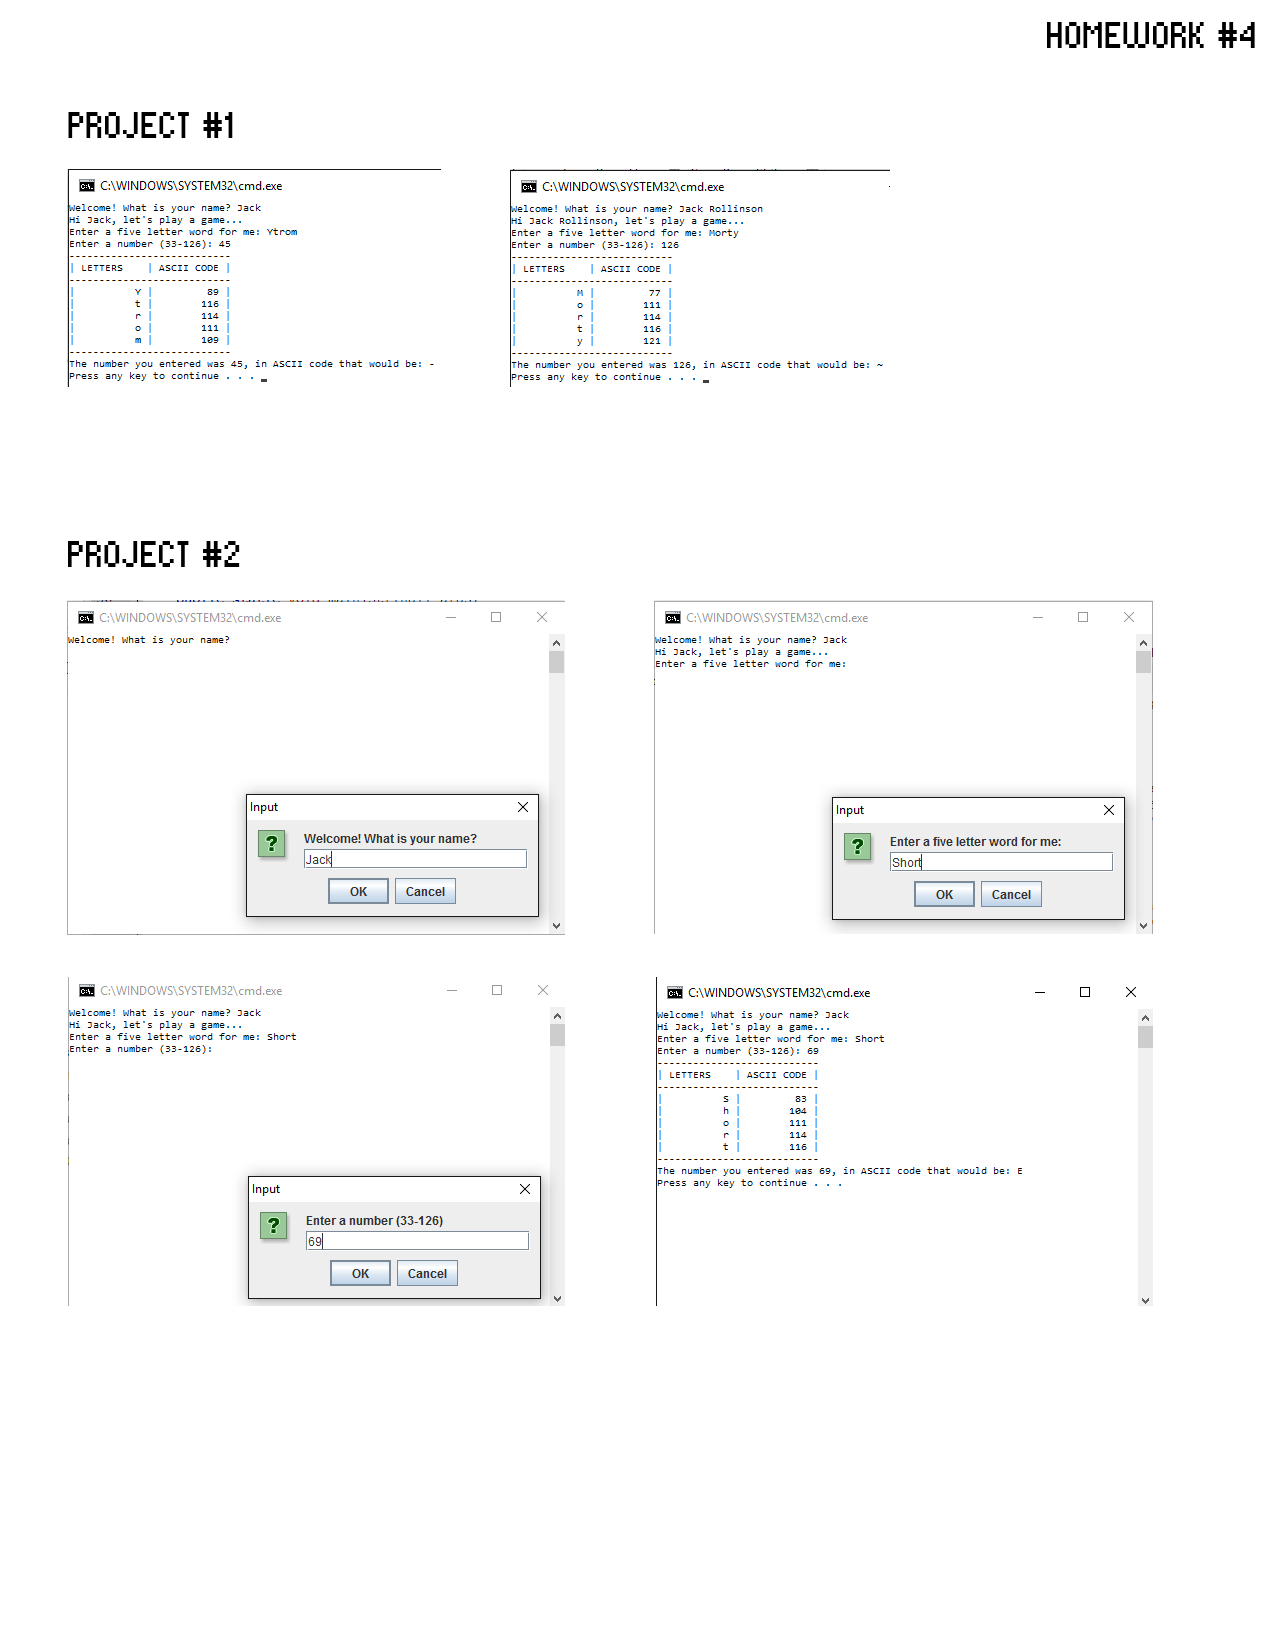 HOMEWORK #4
PROJECT #1
C:\WINDOWS\SYSTEM32\cmd.exe
Welcome! What is your name? Jack
Hi Jack, let's play a game...
Enter a five letter word for me: Ytrom
Enter a number (33-126): 45
---------------------------
| LETTERS    | ASCII CODE |
---------------------------
|          Y |         89 |
|          t |        116 |
|          r |        114 |
|          o |        111 |
|          m |        109 |
---------------------------
The number you entered was 45, in ASCII code that would be: -
Press any key to continue . . .
C:\WINDOWS\SYSTEM32\cmd.exe
Welcome! What is your name? Jack Rollinson
Hi Jack Rollinson, let's play a game...
Enter a five letter word for me: Morty
Enter a number (33-126): 126
---------------------------
| LETTERS    | ASCII CODE |
---------------------------
|          M |         77 |
|          o |        111 |
|          r |        114 |
|          t |        116 |
|          y |        121 |
---------------------------
The number you entered was 126, in ASCII code that would be: ~
Press any key to continue . . .
PROJECT #2
C:\WINDOWS\SYSTEM32\cmd.exe
Welcome! What is your name?
Input
Welcome! What is your name?
Jack
OK Cancel
C:\WINDOWS\SYSTEM32\cmd.exe
Welcome! What is your name? Jack
Hi Jack, let's play a game...
Enter a five letter word for me:
Input
Enter a five letter word for me:
Short
OK Cancel
C:\WINDOWS\SYSTEM32\cmd.exe
Welcome! What is your name? Jack
Hi Jack, let's play a game...
Enter a five letter word for me: Short
Enter a number (33-126):
Input
Enter a number (33-126)
69
OK Cancel
C:\WINDOWS\SYSTEM32\cmd.exe
Welcome! What is your name? Jack
Hi Jack, let's play a game...
Enter a five letter word for me: Short
Enter a number (33-126): 69
---------------------------
| LETTERS    | ASCII CODE |
---------------------------
|          S |         83 |
|          h |        104 |
|          o |        111 |
|          r |        114 |
|          t |        116 |
---------------------------
The number you entered was 69, in ASCII code that would be: E
Press any key to continue . . .